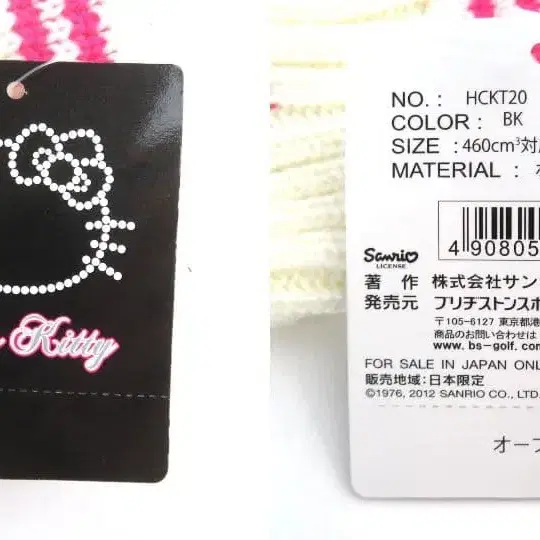 Kitty
NO. : HCKT20
COLOR : BK
SIZE : 460cm³対
MATERIAL :
4 90805
Sanrio
LICENSE
著 作 株式会社サン
発売元 ブリヂストンスポ
〒105-6127 東京都港
商品のお問い合わせは
www.bs-golf.com
FOR SALE IN JAPAN ONL
販売地域:日本限定
©1976, 2012 SANRIO CO., LTD.
オープ